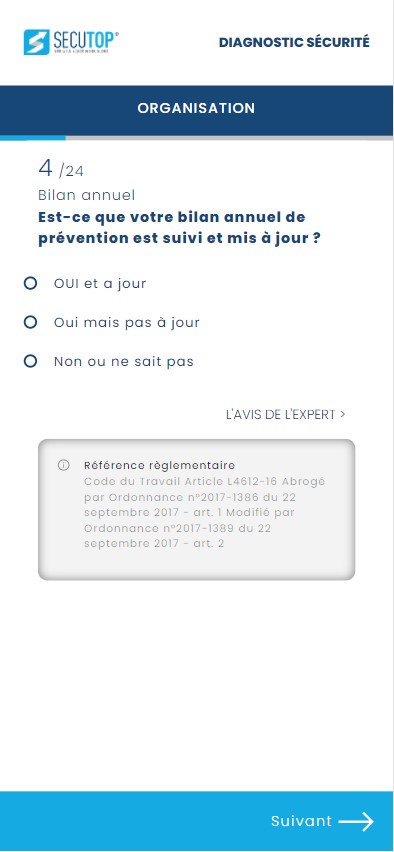 SECUTOP®
DIAGNOSTIC SÉCURITÉ
ORGANISATION
4 /24
Bilan annuel
Est-ce que votre bilan annuel de
prévention est suivi et mis à jour ?
OUI et a jour
Oui mais pas à jour
Non ou ne sait pas
L'AVIS DE L'EXPERT >
Référence règlementaire
Code du Travail Article L4612-16 Abrogé
par Ordonnance n°2017-1386 du 22
septembre 2017 - art. 1 Modifié par
Ordonnance n°2017-1389 du 22
septembre 2017 - art. 2
Suivant